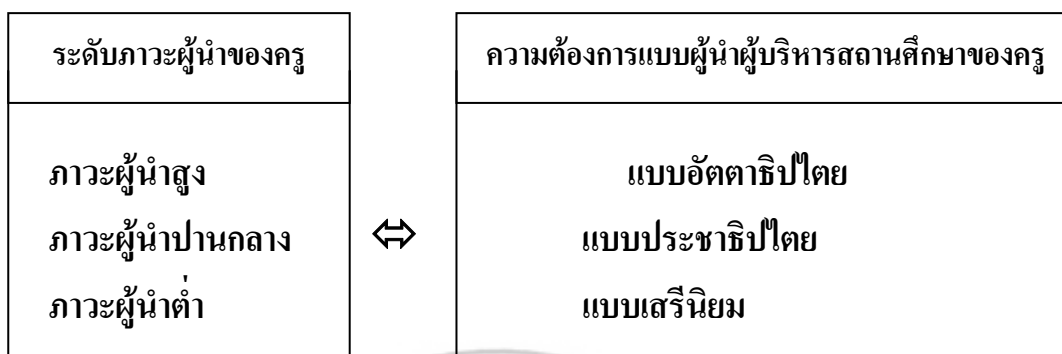 ระดับภาวะผู้นำของครู
ความต้องการแบบผู้นำผู้บริหารสถานศึกษาของครู
ภาวะผู้นำสูง
ภาวะผู้นำปานกลาง
ภาวะผู้นำต่ำ
⇔
แบบอัตตาธิปไตย
แบบประชาธิปไตย
แบบเสรีนิยม